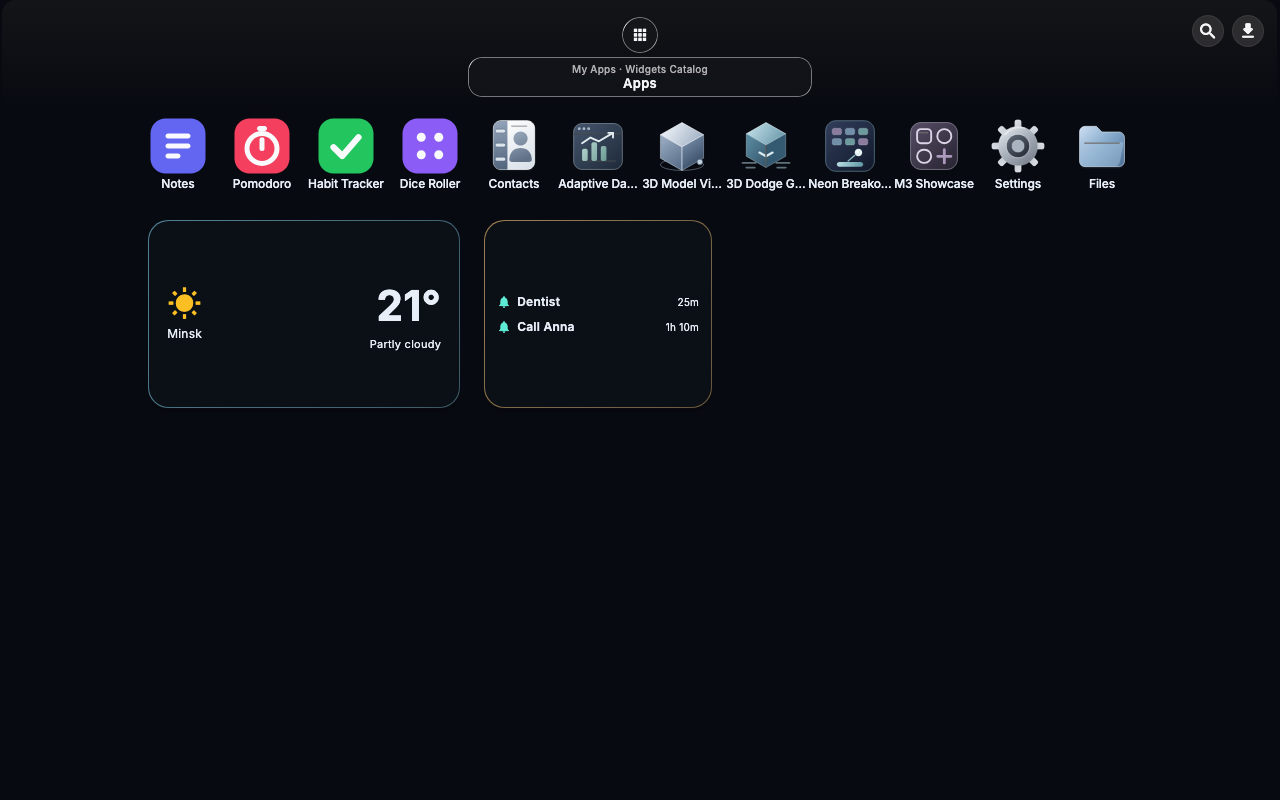 My Apps · Widgets Catalog
Apps
Notes
Pomodoro
Habit Tracker
Dice Roller
Contacts
Adaptive Da...
3D Model Vi...
3D Dodge G...
Neon Breako...
M3 Showcase
Settings
Files
21°
Minsk
Partly cloudy
Dentist 25m
Call Anna 1h 10m